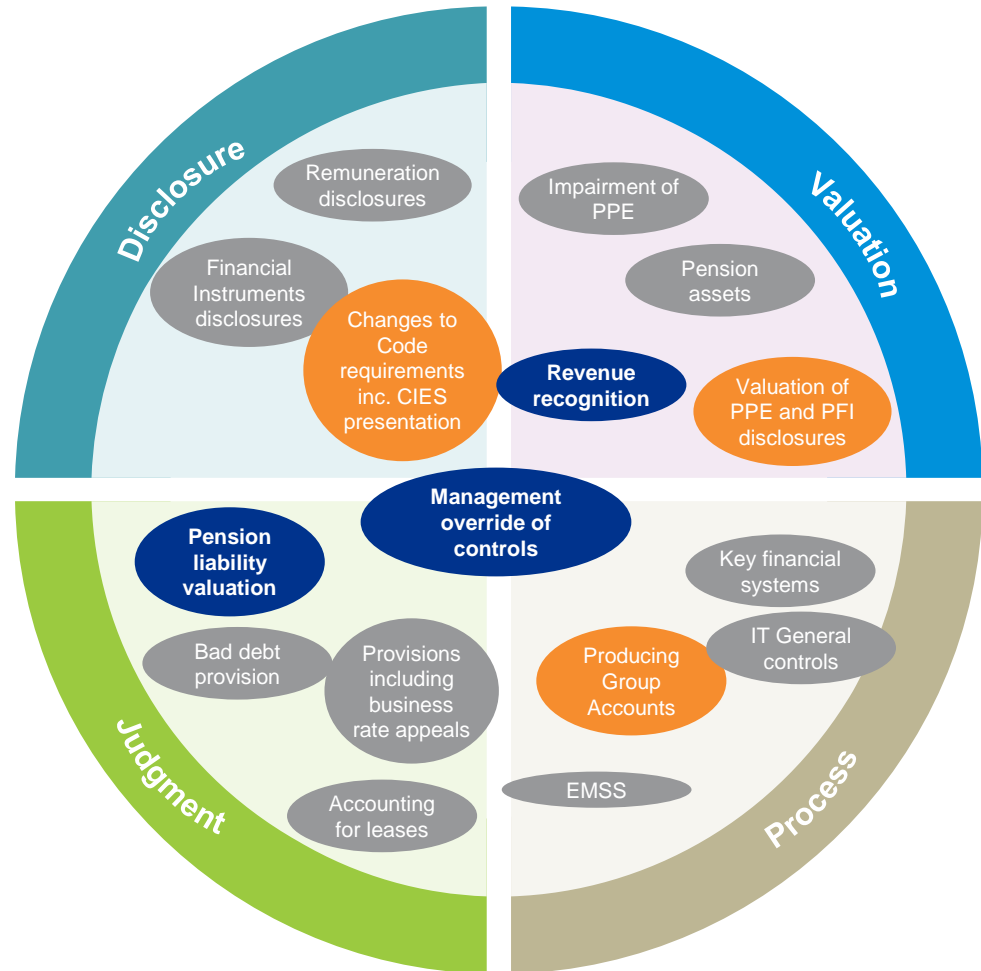 Disclosure
Remuneration
disclosures
Financial
Instruments
disclosures
Changes to
Code
requirements
inc. CIES
presentation
Valuation
Impairment of
PPE
Pension
assets
Revenue
recognition
Valuation of
PPE and PFI
disclosures
Management
override of
controls
Judgment
Pension
liability
valuation
Bad debt
provision
Provisions
including
business
rate appeals
Accounting
for leases
Process
Key financial
systems
IT General
controls
Producing
Group
Accounts
EMSS